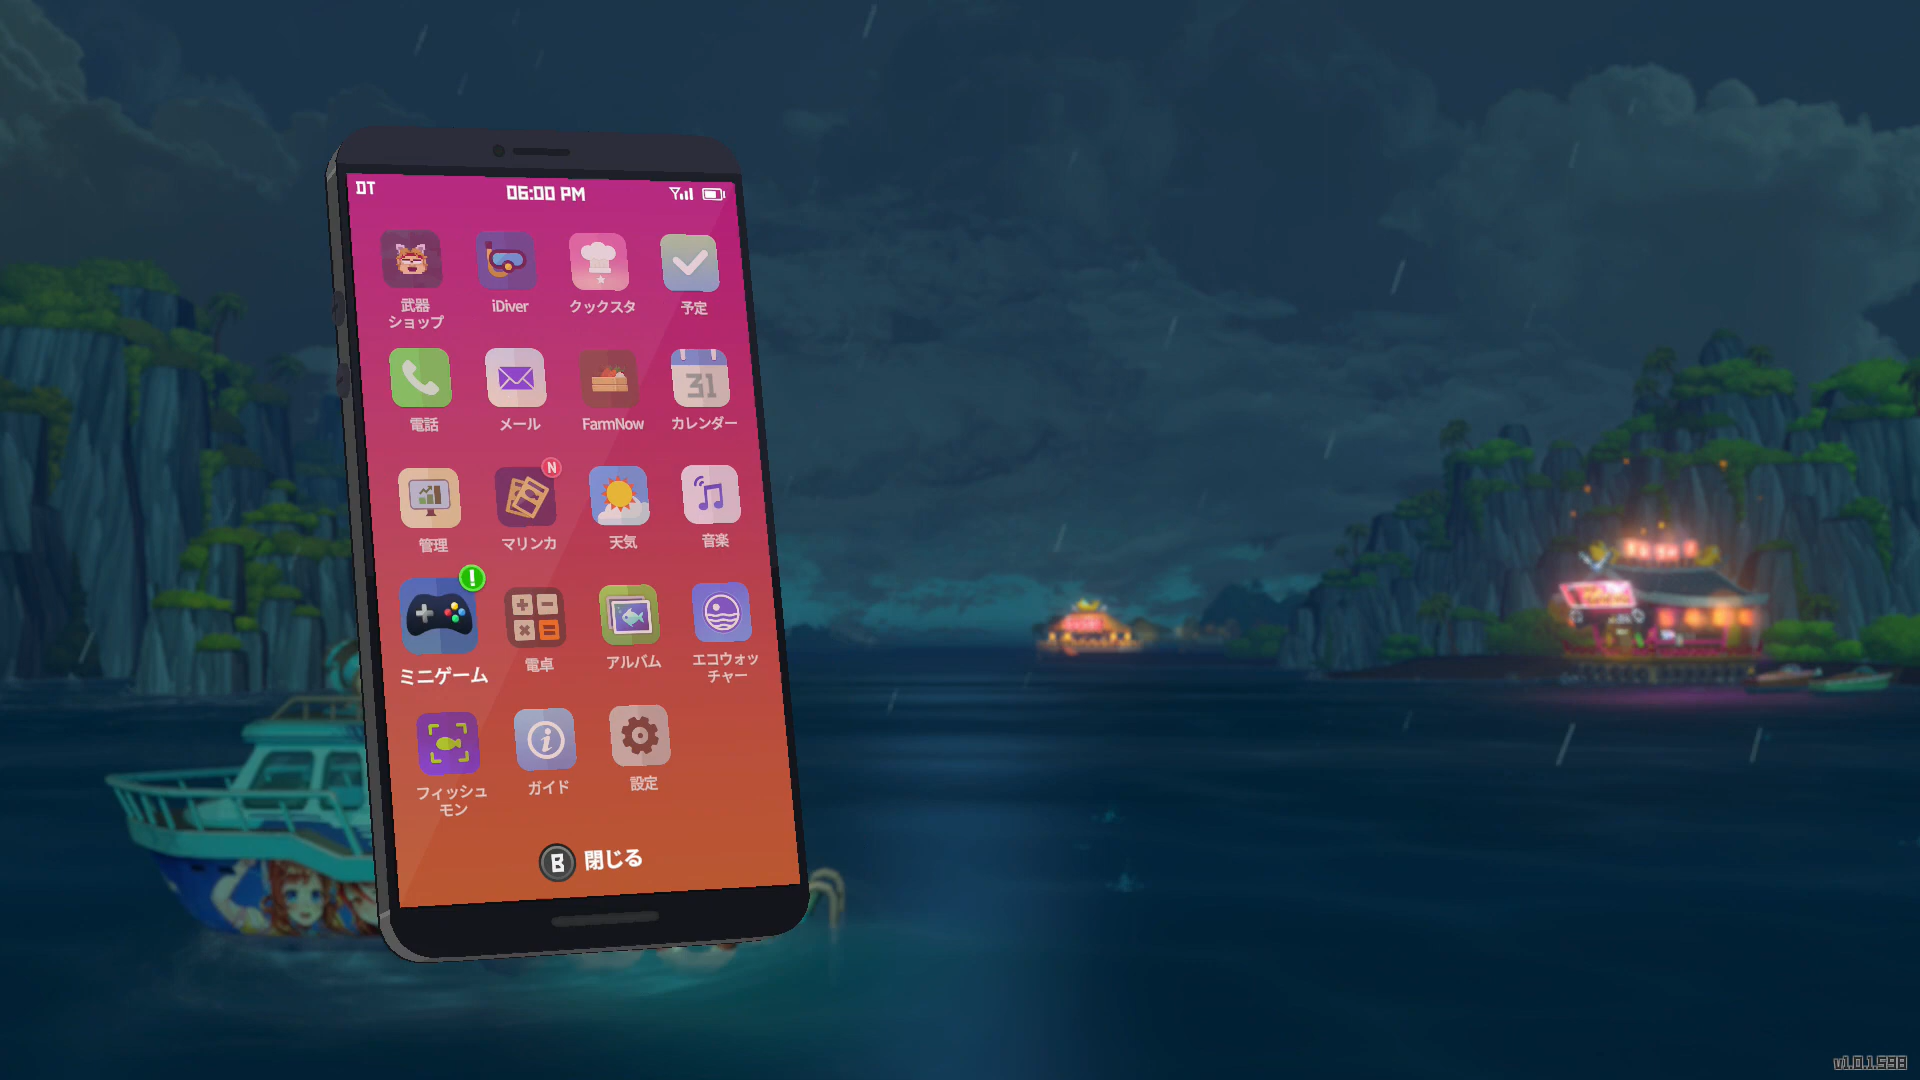 DT
06:00 PM
武器
ショップ
iDiver
クックスタ
予定
電話
メール
FarmNow
31
カレンダー
管理
N
マリンカ
天気
音楽
!
ミニゲーム
電卓
アルバム
エコウォッ
チャー
フィッシュ
モン
i
ガイド
設定
B 閉じる
v1.0.1.598